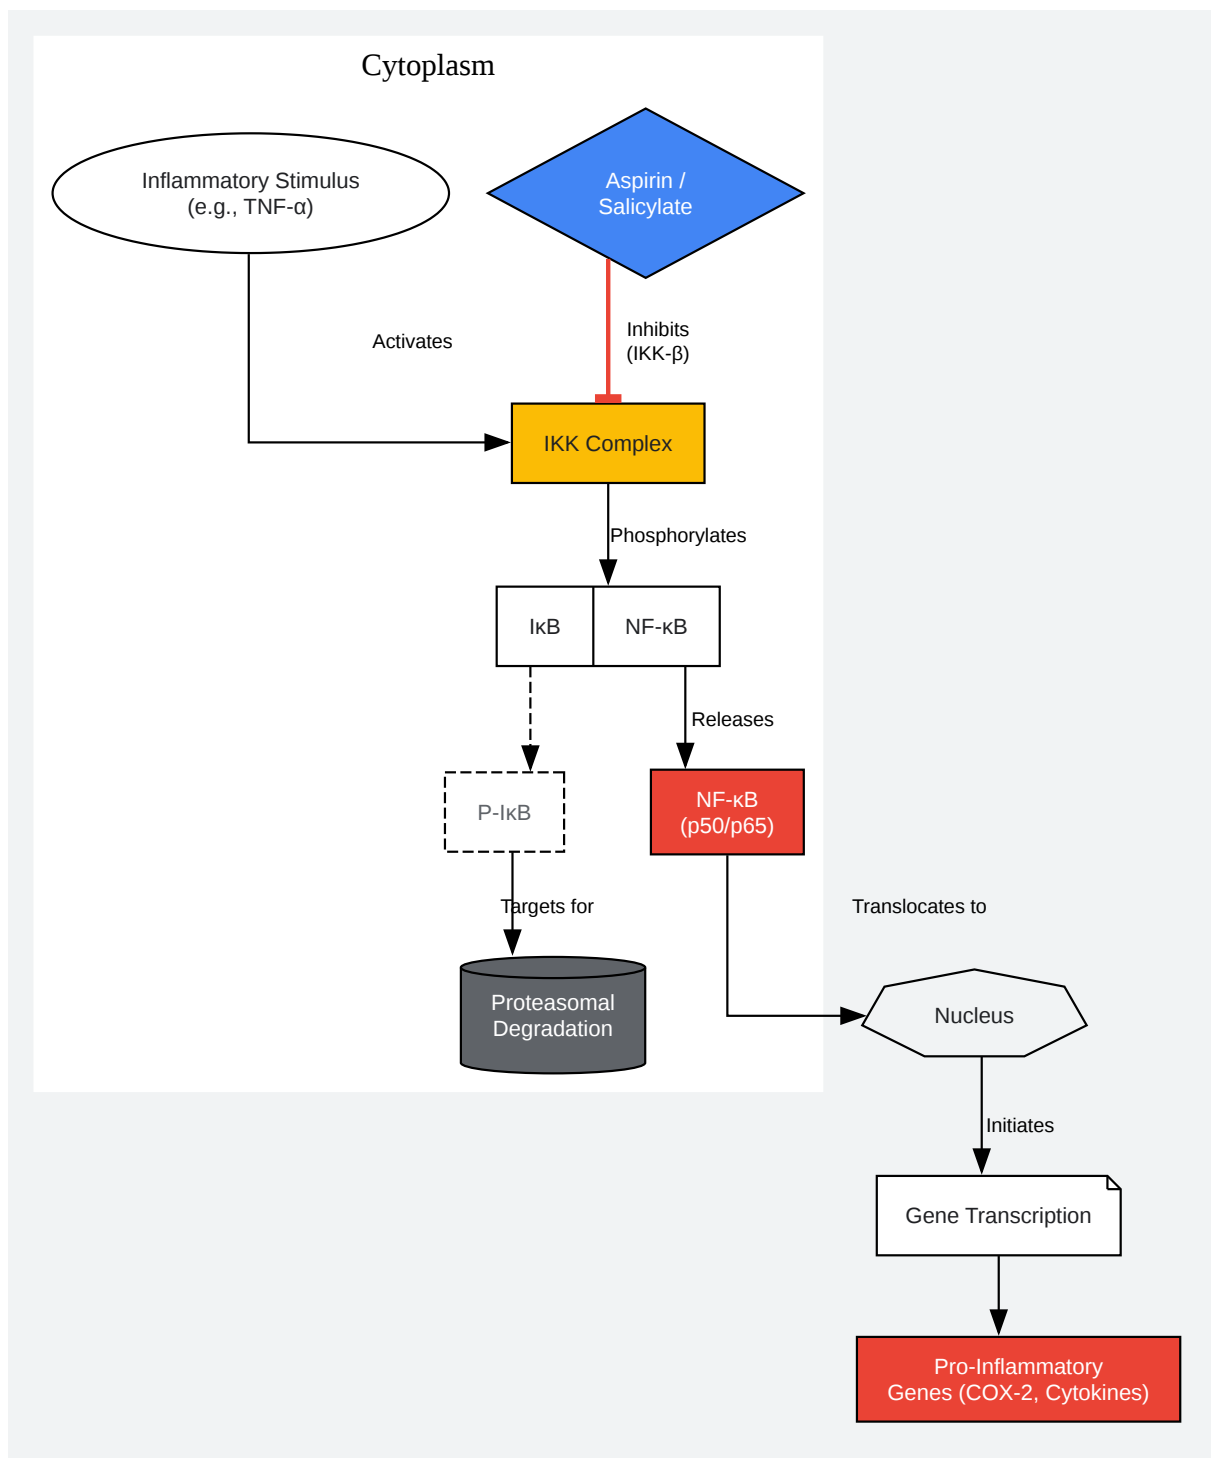 Cytoplasm
Inflammatory Stimulus
(e.g., TNF-α)
Aspirin /
Salicylate
Activates
Inhibits
(IKK-β)
IKK Complex
Phosphorylates
IκB
NF-κB
Releases
P-IκB
NF-κB
(p50/p65)
Targets for
Translocates to
Proteasomal
Degradation
Nucleus
Initiates
Gene Transcription
Pro-Inflammatory
Genes (COX-2, Cytokines)